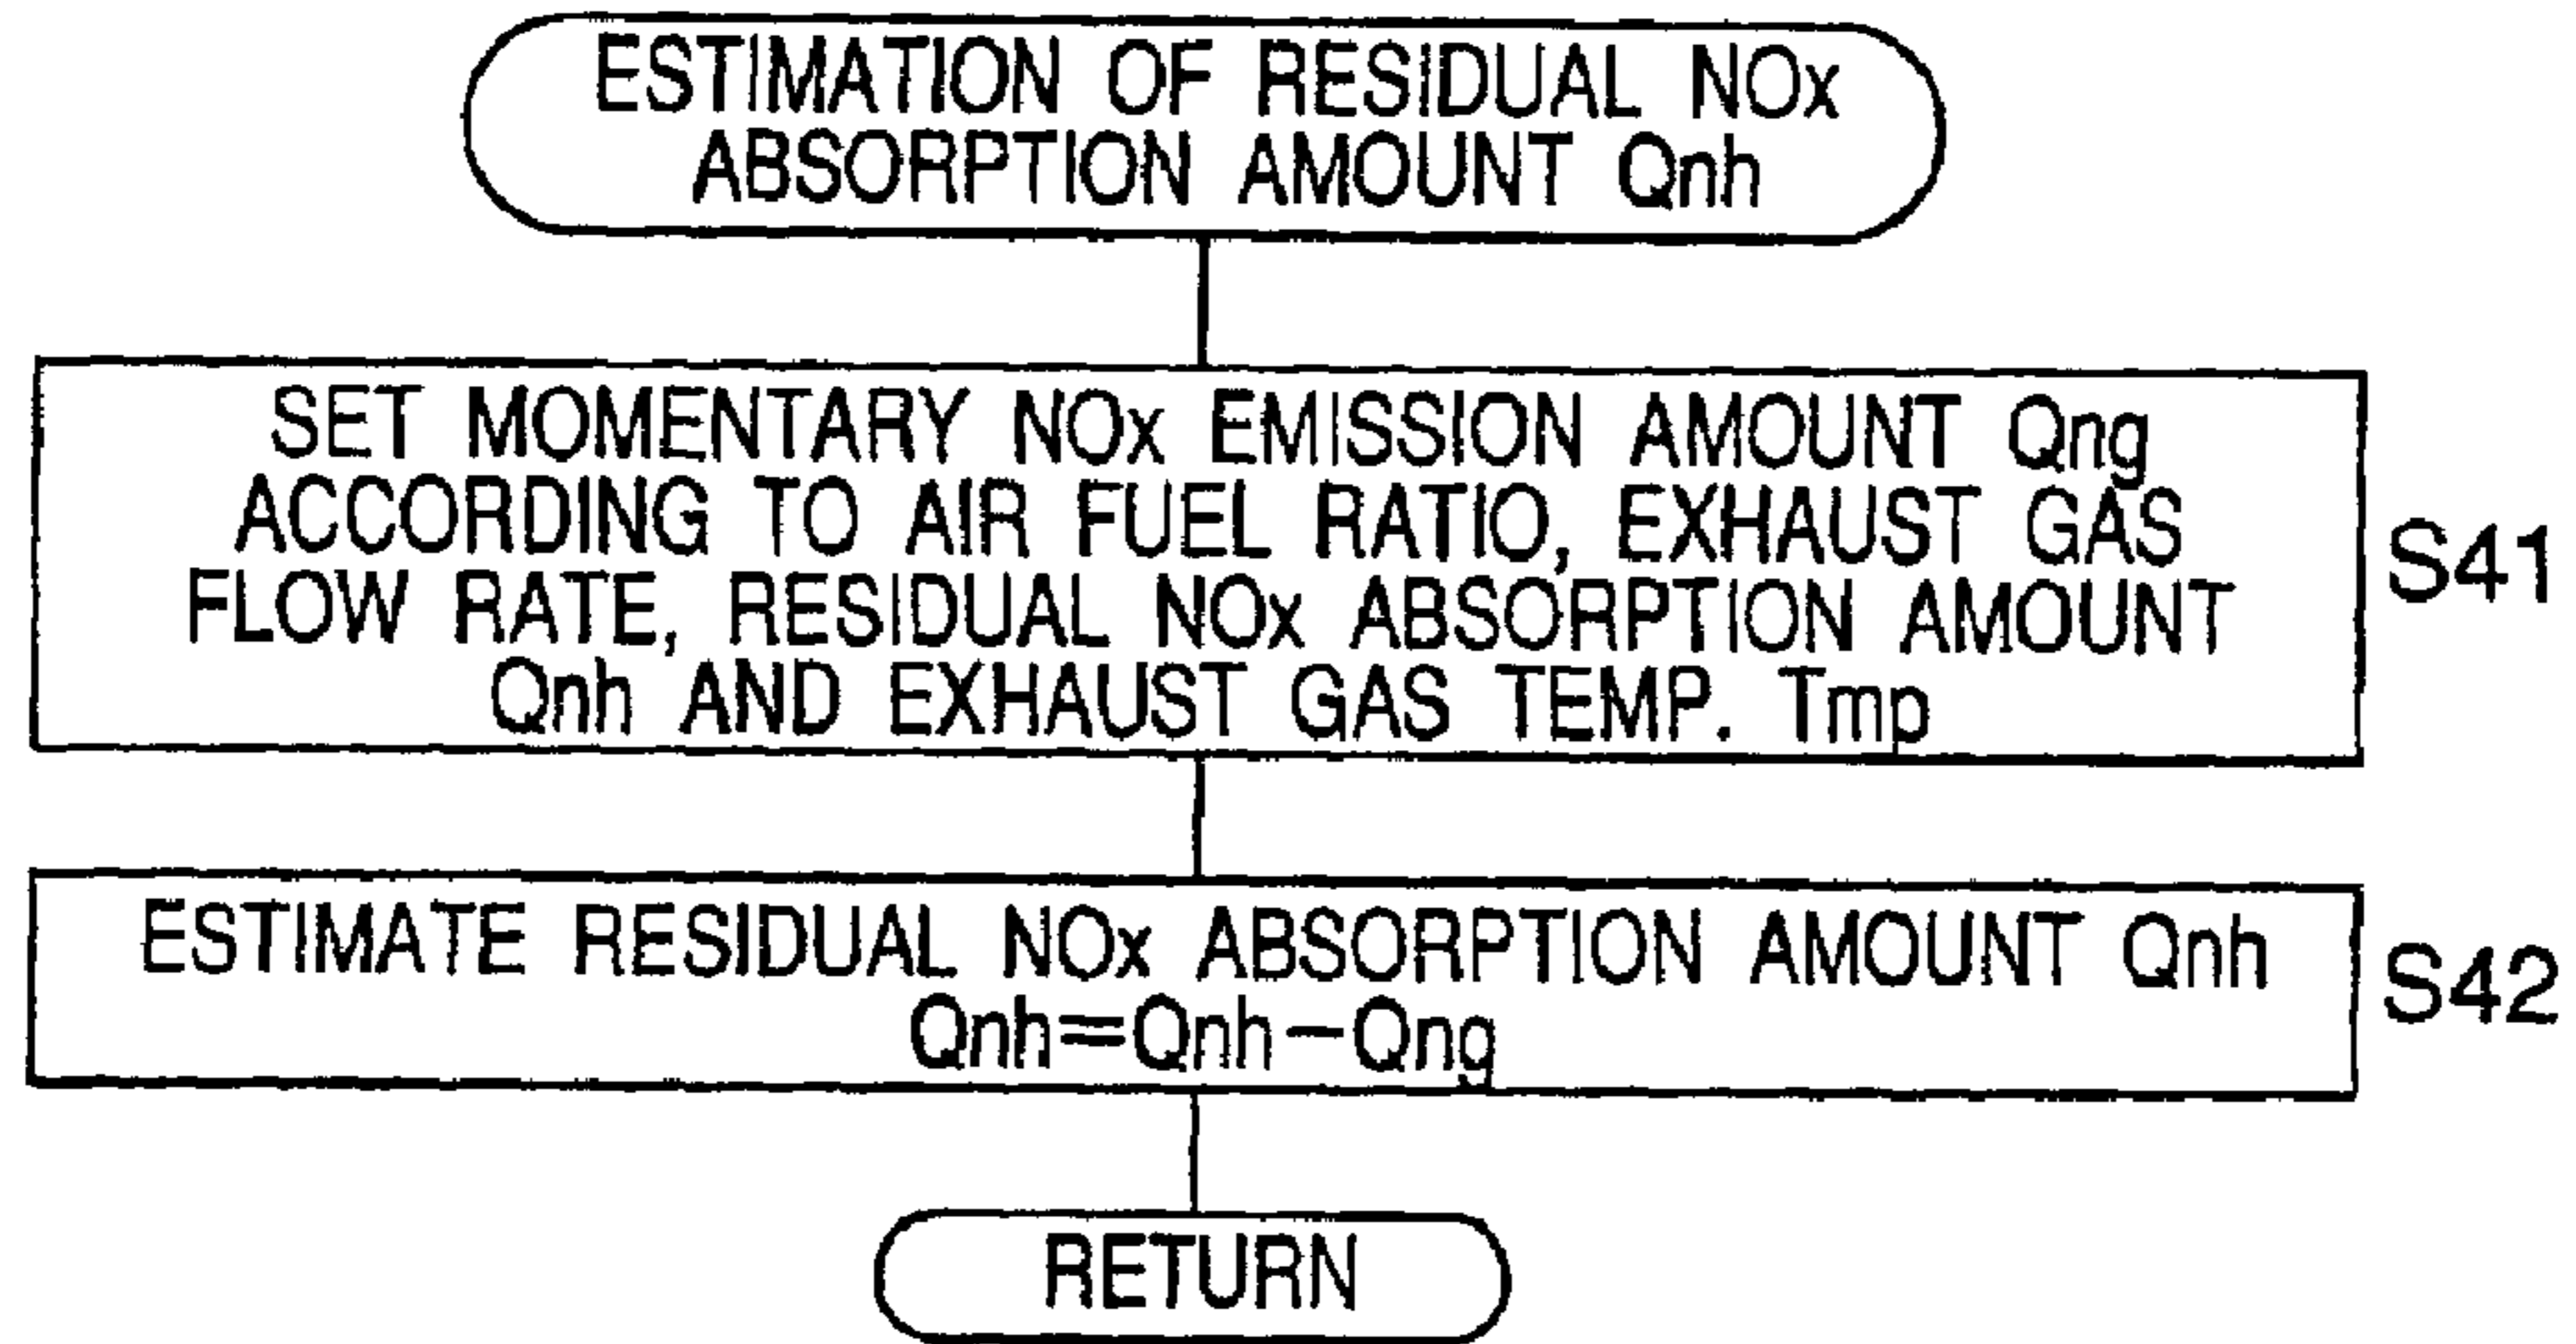 ESTIMATION OF RESIDUAL NOx
ABSORPTION AMOUNT Qnh
SET MOMENTARY NOx EMISSION AMOUNT Qng
ACCORDING TO AIR FUEL RATIO, EXHAUST GAS
FLOW RATE, RESIDUAL NOx ABSORPTION AMOUNT
Qnh AND EXHAUST GAS TEMP. Tmp
S41
ESTIMATE RESIDUAL NOx ABSORPTION AMOUNT Qnh
Qnh=Qnh−Qng
S42
RETURN